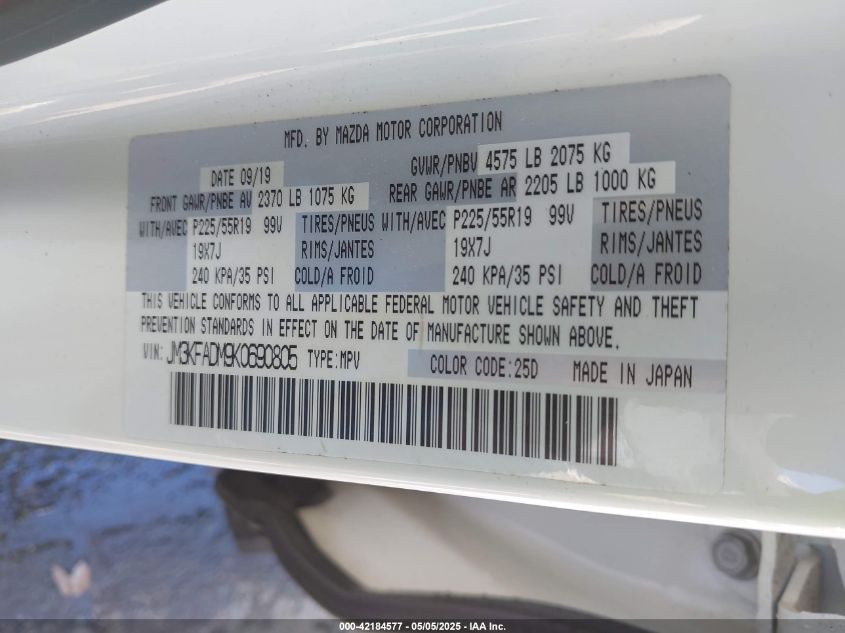 MFD. BY MAZDA MOTOR CORPORATION
DATE 09/19 GVWR/PNBV 4575 LB 2075 KG
FRONT GAWR/PNBE AV 2370 LB 1075 KG REAR GAWR/PNBE AR 2205 LB 1000 KG
WITH/AVEC P225/55R19 99V TIRES/PNEUS WITH/AVEC P225/55R19 99V TIRES/PNEUS
19X7J RIMS/JANTES 19X7J RIMS/JANTES
240 KPA/35 PSI COLD/A FROID 240 KPA/35 PSI COLD/A FROID
THIS VEHICLE CONFORMS TO ALL APPLICABLE FEDERAL MOTOR VEHICLE SAFETY AND THEFT
PREVENTION STANDARDS IN EFFECT ON THE DATE OF MANUFACTURE SHOWN ABOVE.
VIN: JM3KFADM9K0690805 TYPE:MPV COLOR CODE:25D MADE IN JAPAN
000-42184577 - 05/05/2025 - IAA Inc.